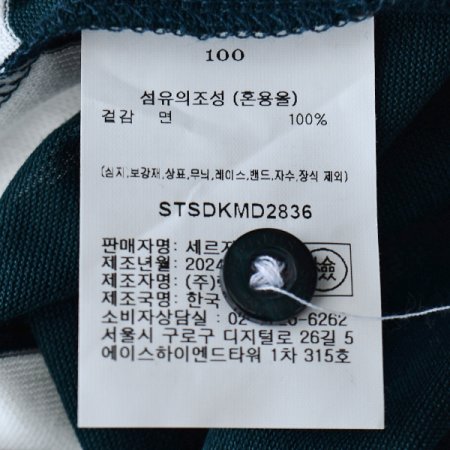 100
섬유의조성 (혼용율)
겉감 면 100%
(심지,보강재,상표,무늬,레이스,밴드,자수,장식 제외)
STSDKMD2836
판매자명: 세르지
제조년월: 2024
제조자명: (주)
제조국명: 한국
소비자상담실: 02-6262
서울시 구로구 디지털로 26길 5
에이스하이엔드타워 1차 315호